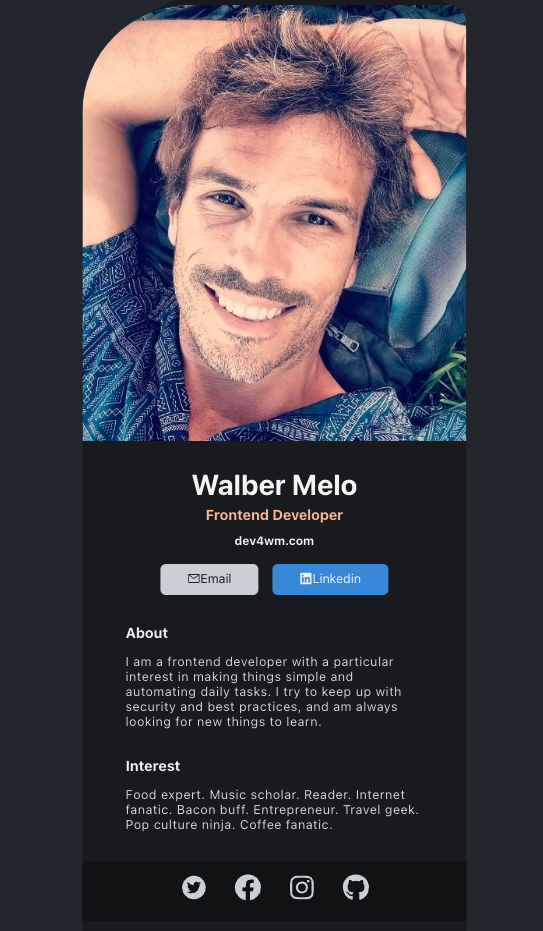 Walber Melo
Frontend Developer
dev4wm.com
Email
Linkedin
About
I am a frontend developer with a particular
interest in making things simple and
automating daily tasks. I try to keep up with
security and best practices, and am always
looking for new things to learn.
Interest
Food expert. Music scholar. Reader. Internet
fanatic. Bacon buff. Entrepreneur. Travel geek.
Pop culture ninja. Coffee fanatic.